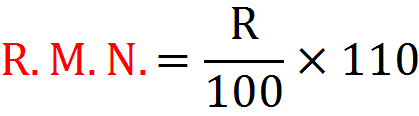 R. M. N. = R/100 × 110